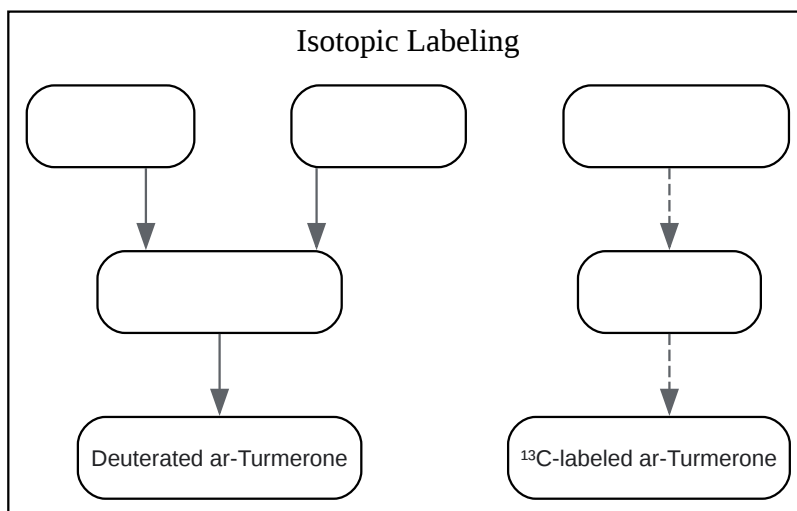 Isotopic Labeling
Deuterated ar-Turmerone
¹³C-labeled ar-Turmerone